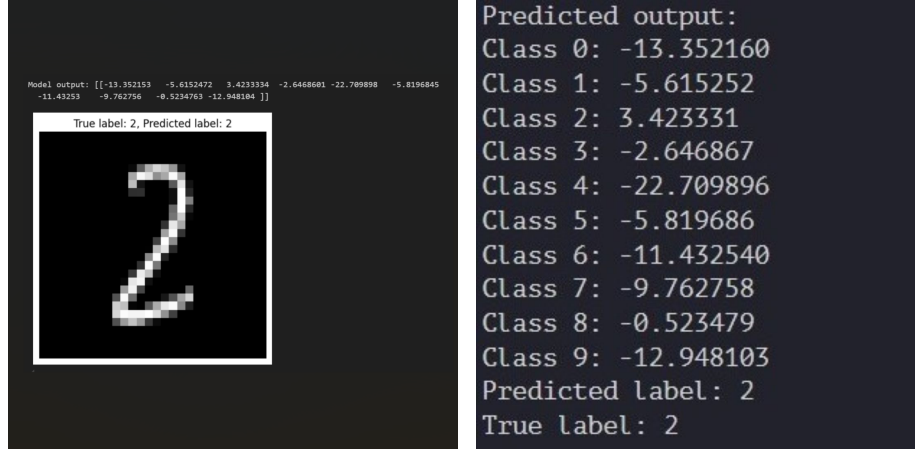 Model output: [[-13.352153 -5.6152472 3.4233334 -2.6468601 -22.709898 -5.8196845
-11.43253 -9.762756 -0.5234763 -12.948104 ]]
True label: 2, Predicted label: 2
2
Predicted output:
Class 0: -13.352160
Class 1: -5.615252
Class 2: 3.423331
Class 3: -2.646867
Class 4: -22.709896
Class 5: -5.819686
Class 6: -11.432540
Class 7: -9.762758
Class 8: -0.523479
Class 9: -12.948103
Predicted label: 2
True label: 2